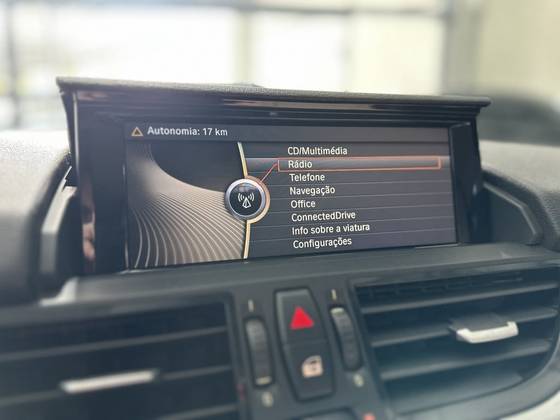 Autonomia: 17 km
CD/Multimédia
Rádio
Telefone
Navegação
Office
ConnectedDrive
Info sobre a viatura
Configurações